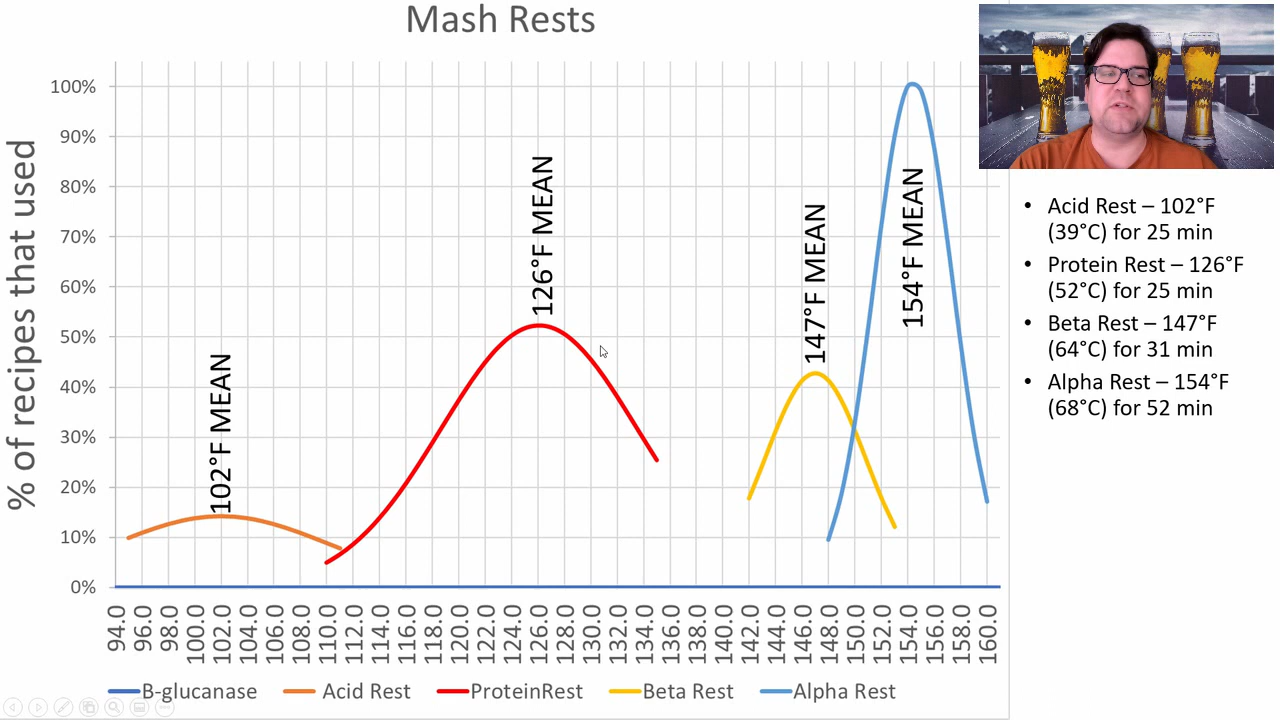 Mash Rests
% of recipes that used
100%
90%
80%
70%
60%
50%
40%
30%
20%
10%
0%
102°F MEAN
126°F MEAN
147°F MEAN
154°F MEAN
94.0 96.0 98.0 100.0 102.0 104.0 106.0 108.0 110.0 112.0 114.0 116.0 118.0 120.0 122.0 124.0 126.0 128.0 130.0 132.0 134.0 136.0 138.0 140.0 142.0 144.0 146.0 148.0 150.0 152.0 154.0 156.0 158.0 160.0
B-glucanase Acid Rest ProteinRest Beta Rest Alpha Rest
• Acid Rest – 102°F
(39°C) for 25 min
• Protein Rest – 126°F
(52°C) for 25 min
• Beta Rest – 147°F
(64°C) for 31 min
• Alpha Rest – 154°F
(68°C) for 52 min